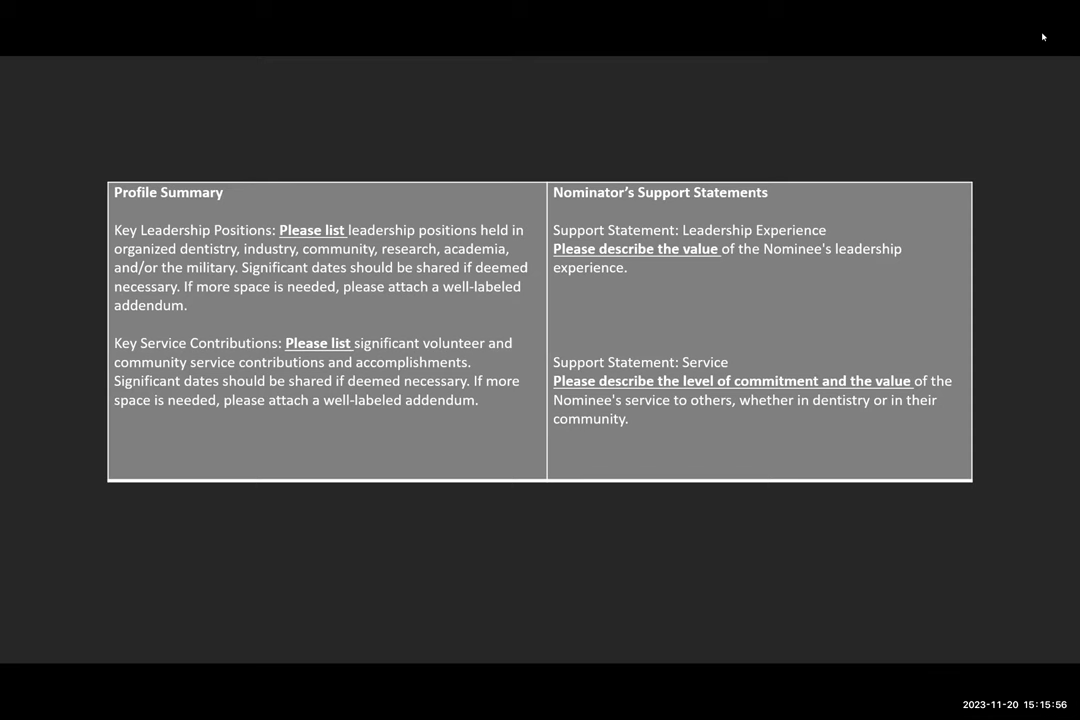 Profile Summary
Key Leadership Positions: Please list leadership positions held in
organized dentistry, industry, community, research, academia,
and/or the military. Significant dates should be shared if deemed
necessary. If more space is needed, please attach a well-labeled
addendum.
Key Service Contributions: Please list significant volunteer and
community service contributions and accomplishments.
Significant dates should be shared if deemed necessary. If more
space is needed, please attach a well-labeled addendum.
Nominator’s Support Statements
Support Statement: Leadership Experience
Please describe the value of the Nominee's leadership
experience.
Support Statement: Service
Please describe the level of commitment and the value of the
Nominee's service to others, whether in dentistry or in their
community.
2023-11-20 15:15:56